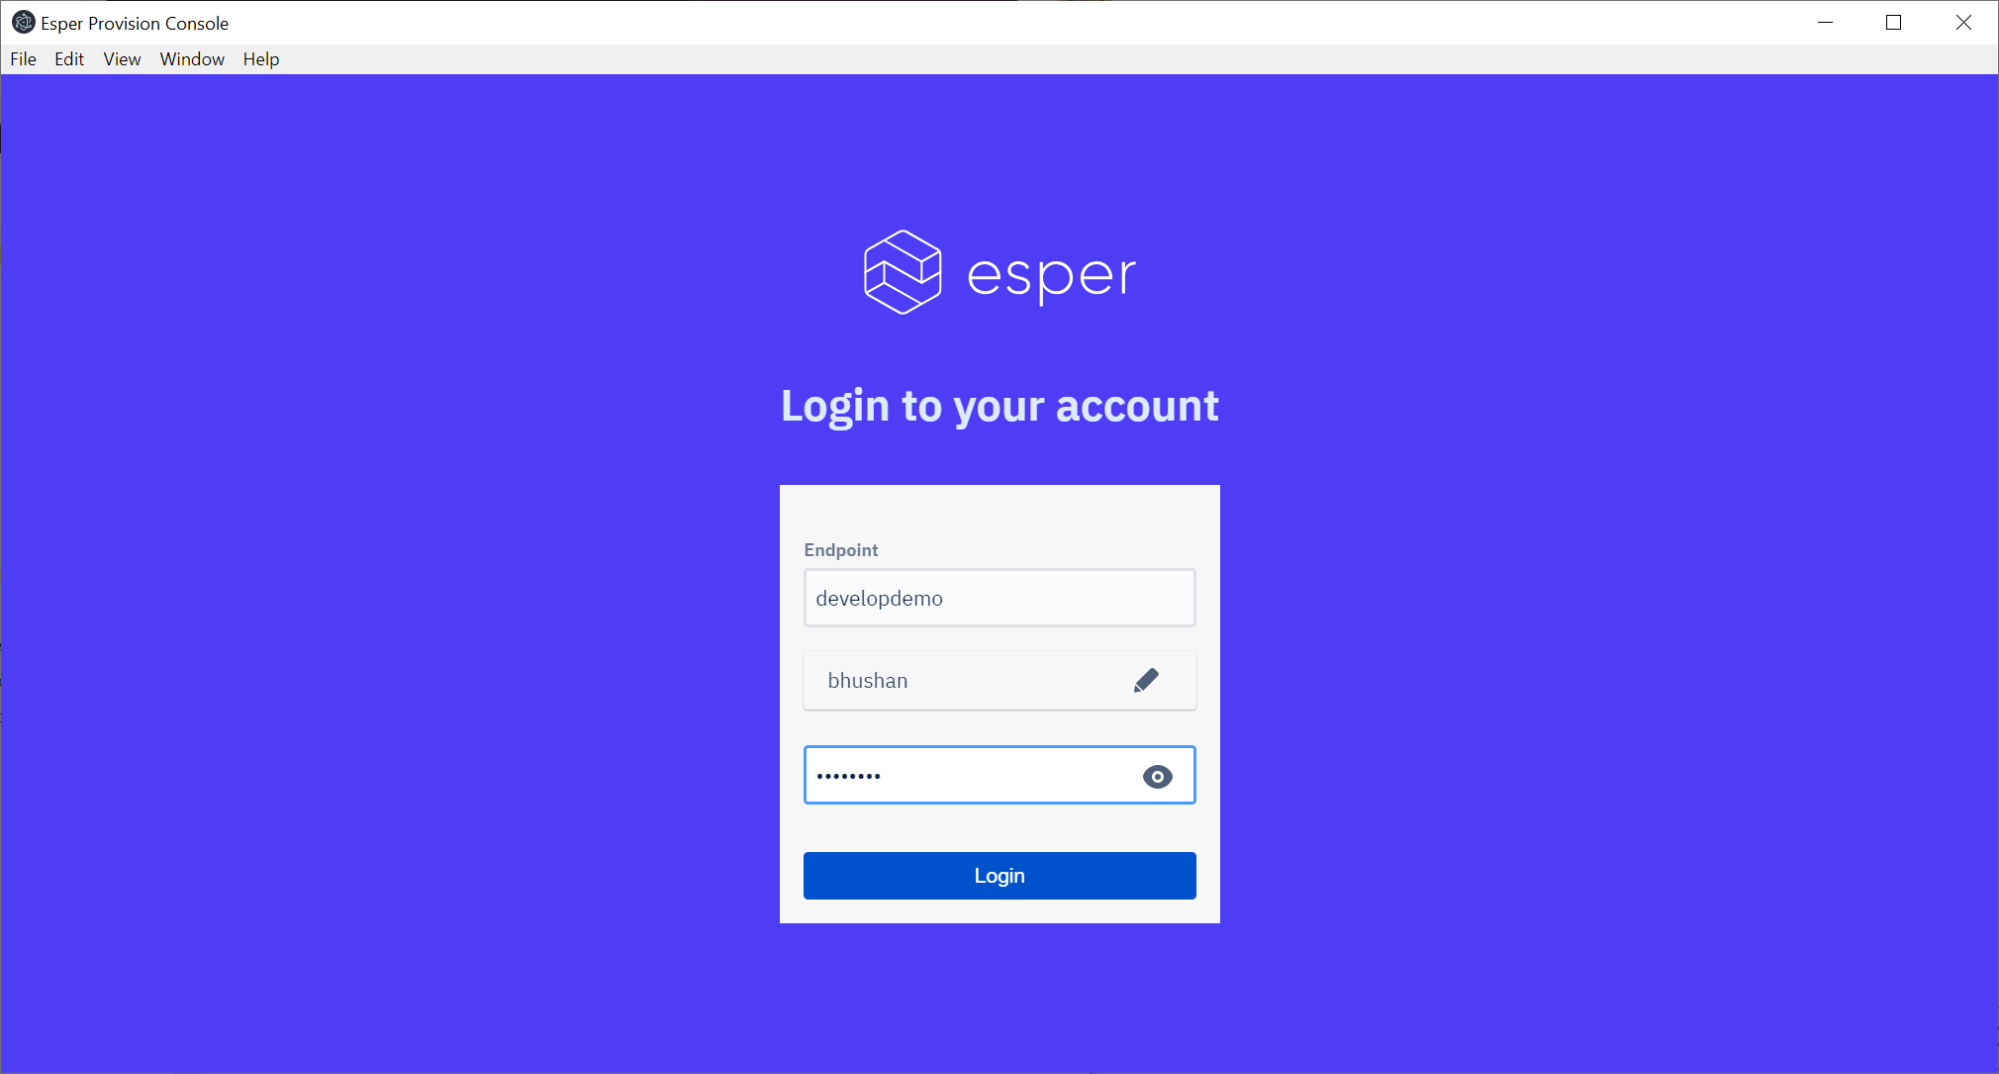 Esper Provision Console
File Edit View Window Help
esper
Login to your account
Endpoint
developdemo
bhushan
••••••••
Login